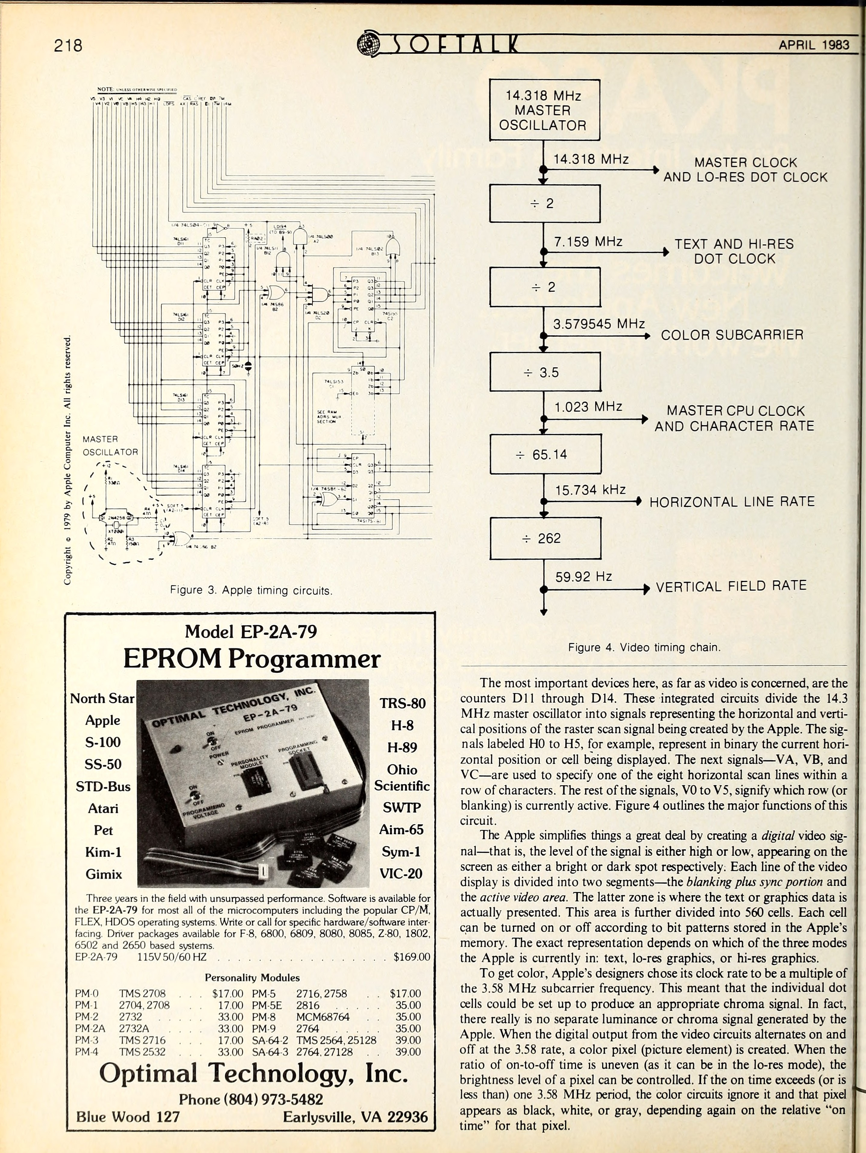 218
SOFTALK
APRIL 1983
NOTE: UNLESS OTHERWISE SPECIFIED
MASTER
OSCILLATOR
SEE RAM
ADRS MUX
SECTION
Copyright © 1979 by Apple Computer Inc. All rights reserved.
Figure 3. Apple timing circuits.
14.318 MHz
MASTER
OSCILLATOR
14.318 MHz
MASTER CLOCK
AND LO-RES DOT CLOCK
÷ 2
7.159 MHz
TEXT AND HI-RES
DOT CLOCK
÷ 2
3.579545 MHz
COLOR SUBCARRIER
÷ 3.5
1.023 MHz
MASTER CPU CLOCK
AND CHARACTER RATE
÷ 65.14
15.734 kHz
HORIZONTAL LINE RATE
÷ 262
59.92 Hz
VERTICAL FIELD RATE
Figure 4. Video timing chain.
Model EP-2A-79
EPROM Programmer
North Star
Apple
S-100
SS-50
STD-Bus
Atari
Pet
Kim-1
Gimix
OPTIMAL TECHNOLOGY, INC.
EP-2A-79
EPROM PROGRAMMER
ON
OFF
POWER
PERSONALITY
MODULE
PROGRAMMING
SOCKET
ON
OFF
PROGRAMMING
VOLTAGE
TRS-80
H-8
H-89
Ohio
Scientific
SWTP
Aim-65
Sym-1
VIC-20
Three years in the field with unsurpassed performance. Software is available for
the EP-2A-79 for most all of the microcomputers including the popular CP/M,
FLEX, HDOS operating systems. Write or call for specific hardware/software inter-
facing. Driver packages available for F-8, 6800, 6809, 8080, 8085, Z-80, 1802,
6502 and 2650 based systems.
EP-2A-79 115V 50/60 HZ . . . . . . . . . . . . . . . . . . . . $169.00
Personality Modules
PM-0 TMS 2708 . . . $17.00 PM-5 2716, 2758 . . $17.00
PM-1 2704, 2708 . . . 17.00 PM-5E 2816 . . . 35.00
PM-2 2732 . . . 33.00 PM-8 MCM68764 . . 35.00
PM-2A 2732A . . . 33.00 PM-9 2764 . . . 35.00
PM-3 TMS 2716 . . . 17.00 SA-64-2 TMS 2564, 25128 39.00
PM-4 TMS 2532 . . . 33.00 SA-64-3 2764, 27128 . . 39.00
Optimal Technology, Inc.
Phone (804) 973-5482
Blue Wood 127 Earlysville, VA 22936
The most important devices here, as far as video is concerned, are the
counters D11 through D14. These integrated circuits divide the 14.3
MHz master oscillator into signals representing the horizontal and verti-
cal positions of the raster scan signal being created by the Apple. The sig-
nals labeled H0 to H5, for example, represent in binary the current hori-
zontal position or cell being displayed. The next signals—VA, VB, and
VC—are used to specify one of the eight horizontal scan lines within a
row of characters. The rest of the signals, V0 to V5, signify which row (or
blanking) is currently active. Figure 4 outlines the major functions of this
circuit.
The Apple simplifies things a great deal by creating a digital video sig-
nal—that is, the level of the signal is either high or low, appearing on the
screen as either a bright or dark spot respectively. Each line of the video
display is divided into two segments—the blanking plus sync portion and
the active video area. The latter zone is where the text or graphics data is
actually presented. This area is further divided into 560 cells. Each cell
can be turned on or off according to bit patterns stored in the Apple's
memory. The exact representation depends on which of the three modes
the Apple is currently in: text, lo-res graphics, or hi-res graphics.
To get color, Apple's designers chose its clock rate to be a multiple of
the 3.58 MHz subcarrier frequency. This meant that the individual dot
cells could be set up to produce an appropriate chroma signal. In fact,
there really is no separate luminance or chroma signal generated by the
Apple. When the digital output from the video circuits alternates on and
off at the 3.58 rate, a color pixel (picture element) is created. When the
ratio of on-to-off time is uneven (as it can be in the lo-res mode), the
brightness level of a pixel can be controlled. If the on time exceeds (or is
less than) one 3.58 MHz period, the color circuits ignore it and that pixel
appears as black, white, or gray, depending again on the relative "on
time" for that pixel.